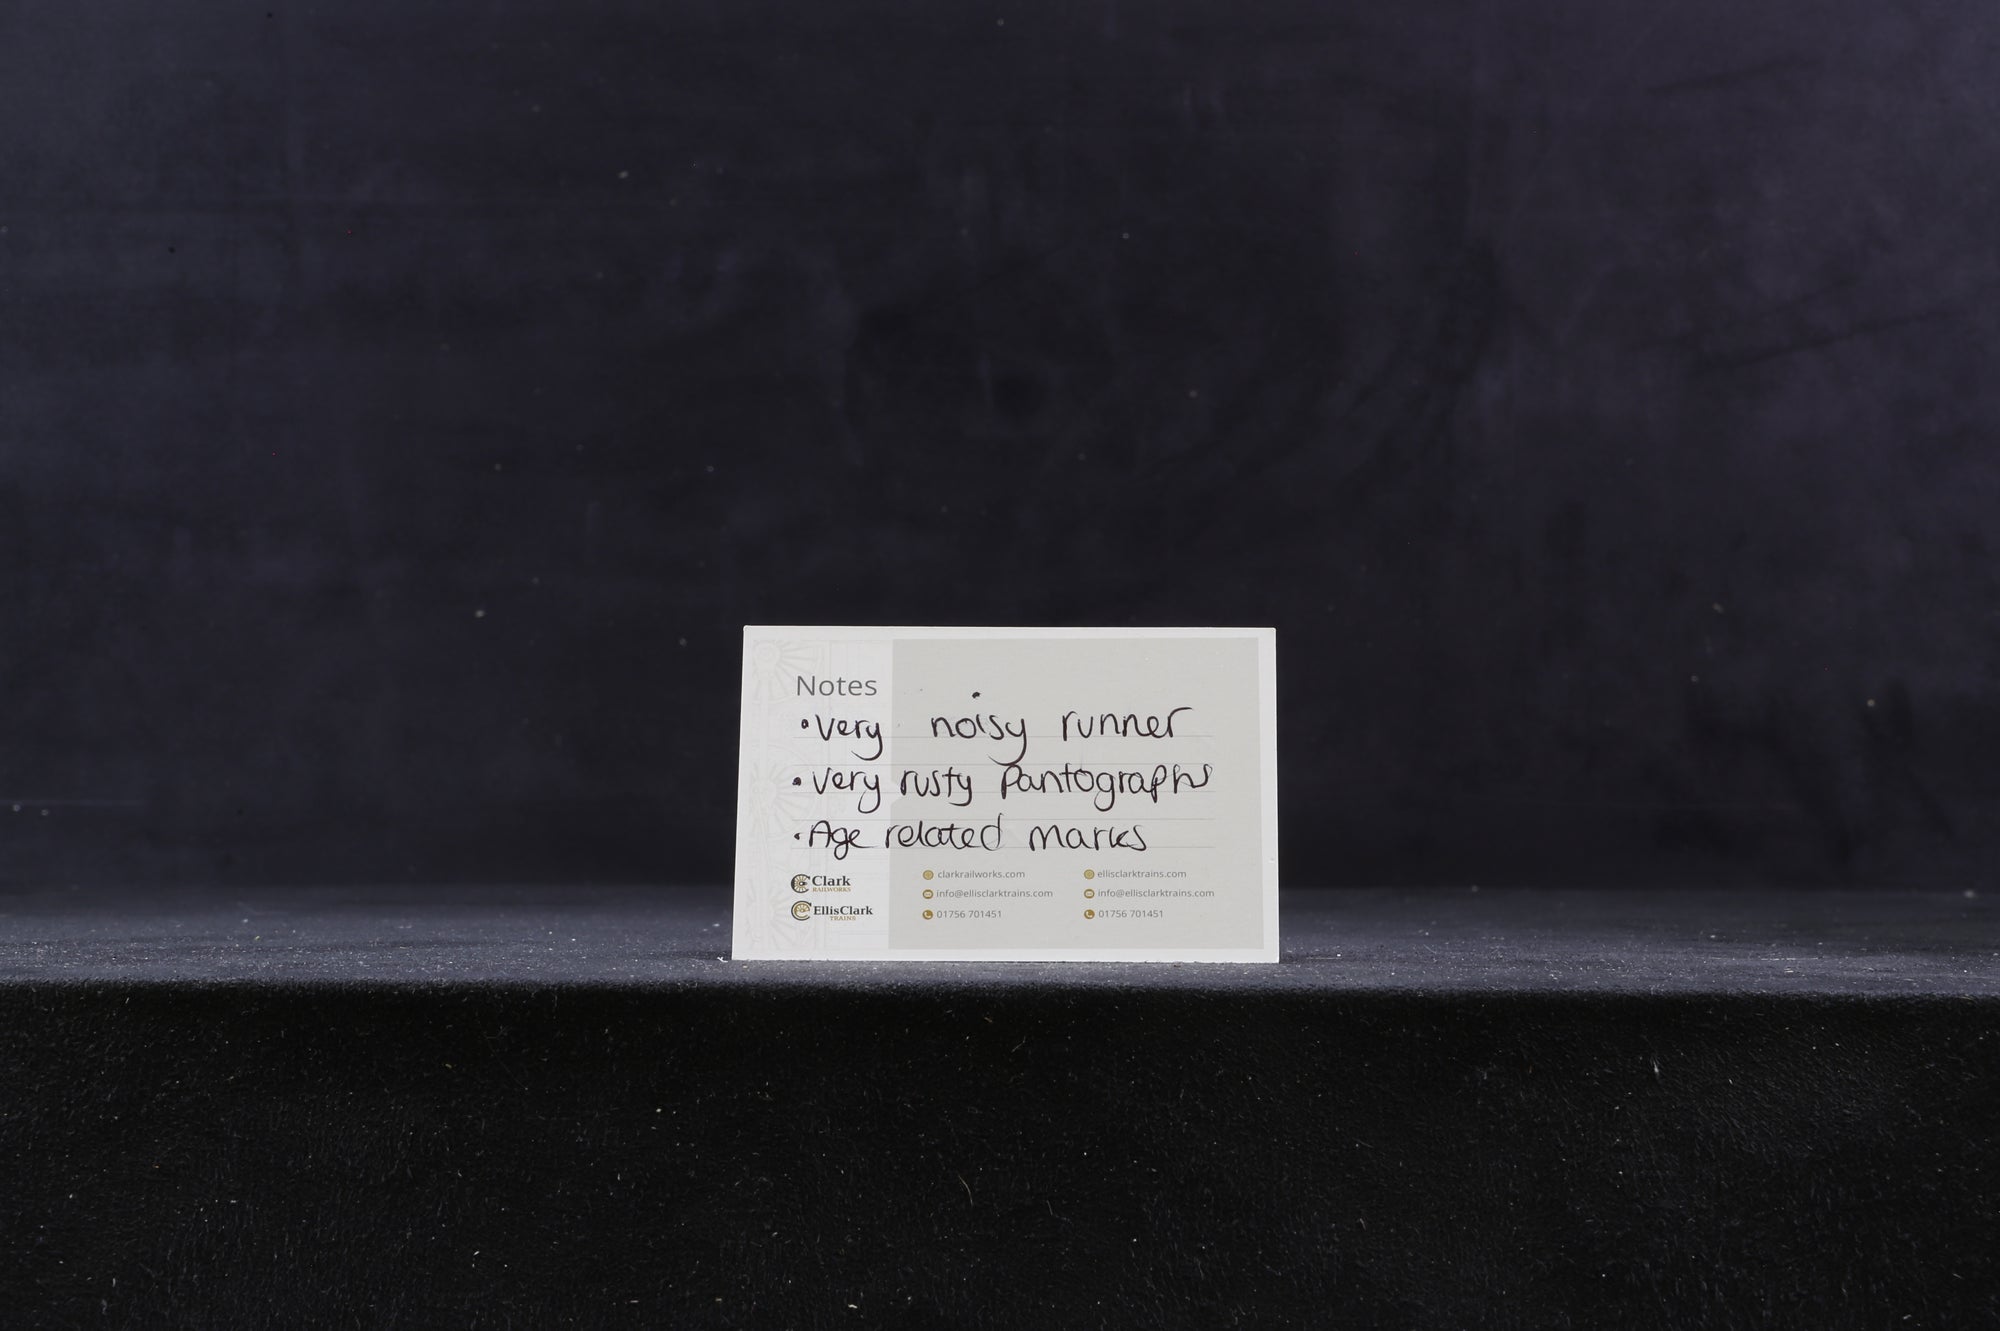 Notes
• Very noisy runner
• Very rusty Pantographs
• Age related marks
Clark
RAILWORKS
clarkrailworks.com
ellisclarktrains.com
info@ellisclarktrains.com
info@ellisclarktrains.com
EllisClark
TRAINS
01756 701451
01756 701451